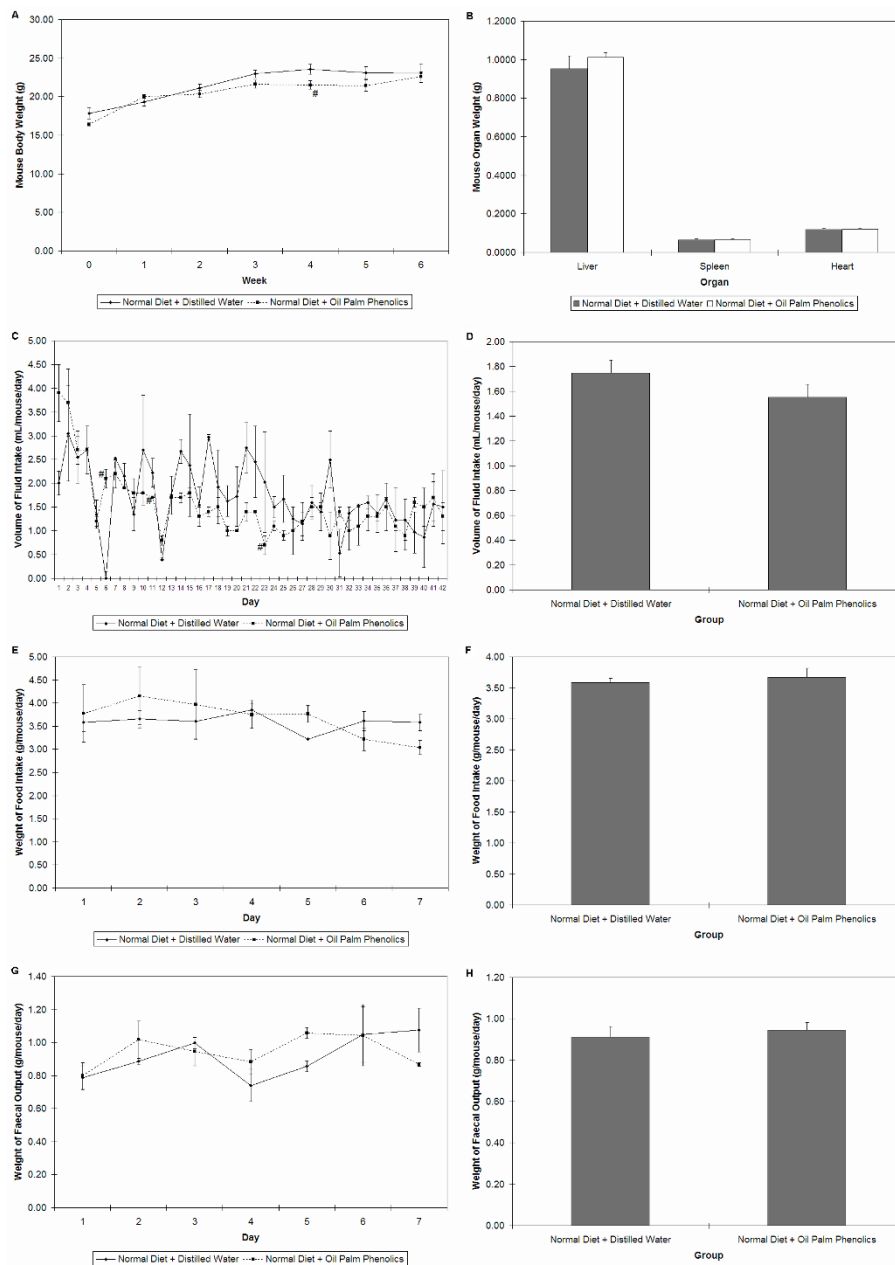 A
Mouse Body Weight (g)
30.00
25.00
20.00
15.00
10.00
5.00
0.00
#
0 1 2 3 4 5 6
Week
Normal Diet + Distilled Water Normal Diet + Oil Palm Phenolics
B
Mouse Organ Weight (g)
1.2000
1.0000
0.8000
0.6000
0.4000
0.2000
0.0000
Liver Spleen Heart
Organ
Normal Diet + Distilled Water Normal Diet + Oil Palm Phenolics
C
Volume of Fluid Intake (mL/mouse/day)
5.00
4.50
4.00
3.50
3.00
2.50
2.00
1.50
1.00
0.50
0.00
#
#
#
1 2 3 4 5 6 7 8 9 10 11 12 13 14 15 16 17 18 19 20 21 22 23 24 25 26 27 28 29 30 31 32 33 34 35 36 37 38 39 40 41 42
Day
Normal Diet + Distilled Water Normal Diet + Oil Palm Phenolics
D
Volume of Fluid Intake (mL/mouse/day)
2.00
1.80
1.60
1.40
1.20
1.00
0.80
0.60
0.40
0.20
0.00
Normal Diet + Distilled Water Normal Diet + Oil Palm Phenolics
Group
E
Weight of Food Intake (g/mouse/day)
5.00
4.50
4.00
3.50
3.00
2.50
2.00
1.50
1.00
0.50
0.00
1 2 3 4 5 6 7
Day
Normal Diet + Distilled Water Normal Diet + Oil Palm Phenolics
F
Weight of Food Intake (g/mouse/day)
4.00
3.50
3.00
2.50
2.00
1.50
1.00
0.50
0.00
Normal Diet + Distilled Water Normal Diet + Oil Palm Phenolics
Group
G
Weight of Faecal Output (g/mouse/day)
1.40
1.20
1.00
0.80
0.60
0.40
0.20
0.00
1 2 3 4 5 6 7
Day
Normal Diet + Distilled Water Normal Diet + Oil Palm Phenolics
H
Weight of Faecal Output (g/mouse/day)
1.20
1.00
0.80
0.60
0.40
0.20
0.00
Normal Diet + Distilled Water Normal Diet + Oil Palm Phenolics
Group